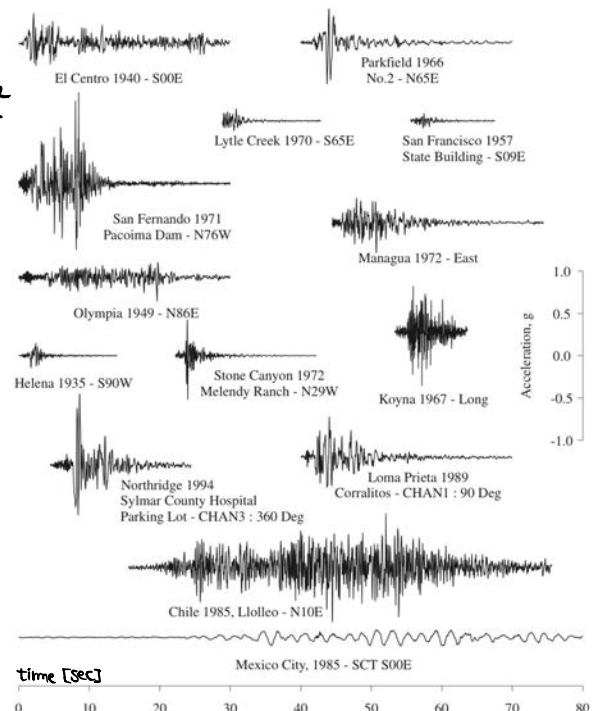 El Centro 1940 - S00E
Parkfield 1966
No.2 - N65E
Lytle Creek 1970 - S65E
San Francisco 1957
State Building - S09E
San Fernando 1971
Pacoima Dam - N76W
Managua 1972 - East
Olympia 1949 - N86E
1.0
0.5
0.0
-0.5
-1.0
Acceleration, g
Helena 1935 - S90W
Stone Canyon 1972
Melendy Ranch - N29W
Koyna 1967 - Long
Northridge 1994
Sylmar County Hospital
Parking Lot - CHAN3 : 360 Deg
Loma Prieta 1989
Corralitos - CHAN1 : 90 Deg
Chile 1985, Llolleo - N10E
Mexico City, 1985 - SCT S00E
time [sec]
0 10 20 30 40 50 60 70 80